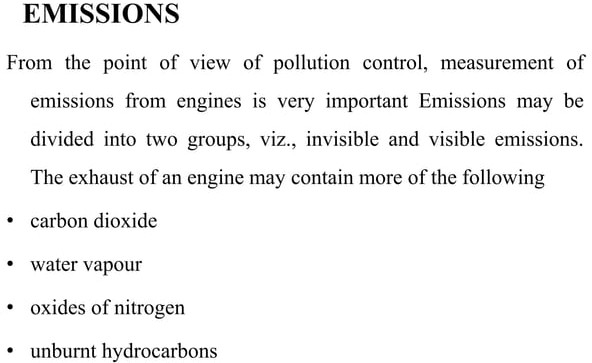 EMISSIONS
From the point of view of pollution control, measurement of
emissions from engines is very important Emissions may be
divided into two groups, viz., invisible and visible emissions.
The exhaust of an engine may contain more of the following
• carbon dioxide
• water vapour
• oxides of nitrogen
• unburnt hydrocarbons